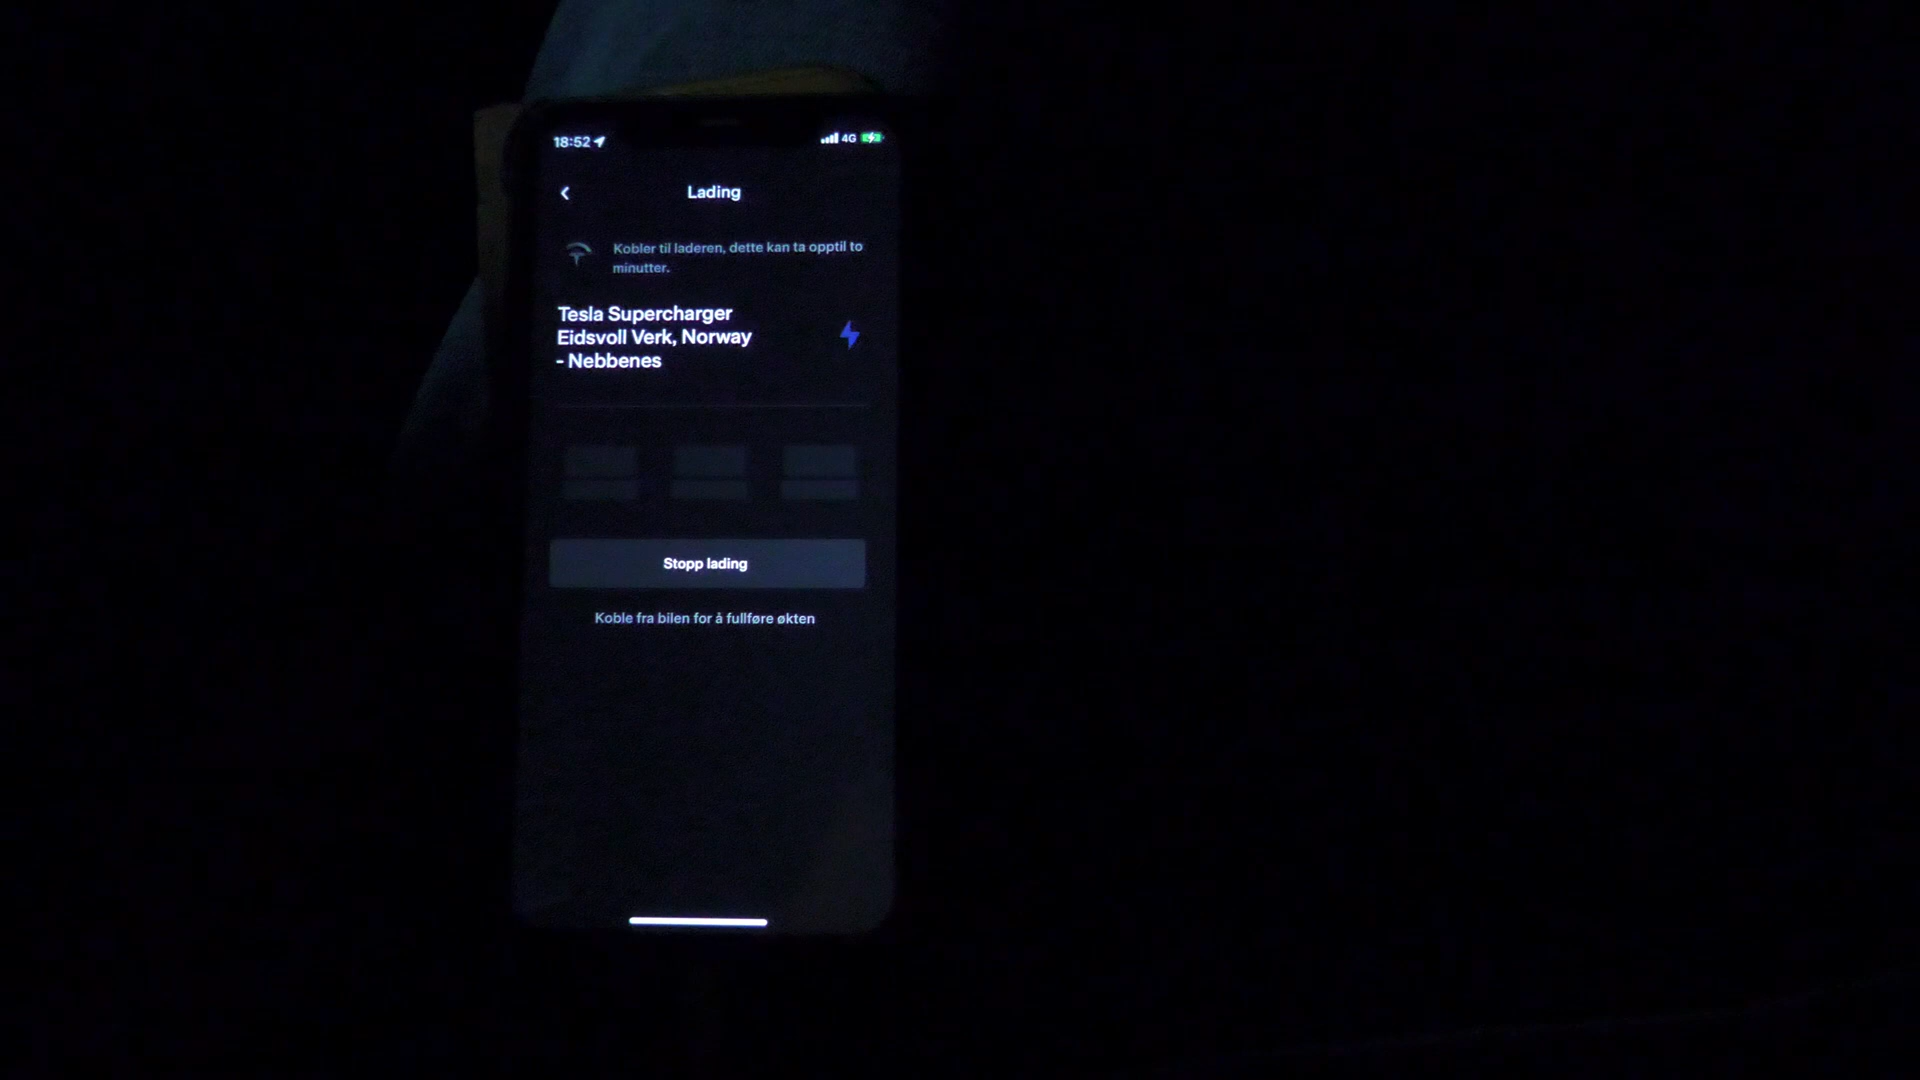 18:52
4G
Lading
Kobler til laderen, dette kan ta opptil to
minutter.
Tesla Supercharger
Eidsvoll Verk, Norway
- Nebbenes
Stopp lading
Koble fra bilen for å fullføre økten